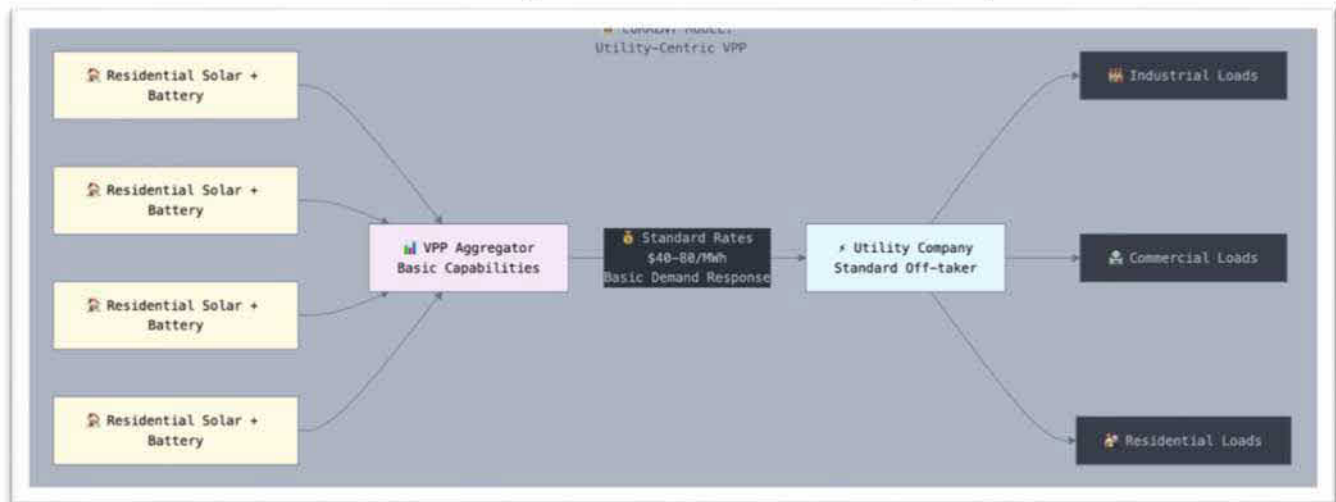 Utility-Centric VPP
🏠 Residential Solar +
Battery
🏠 Residential Solar +
Battery
🏠 Residential Solar +
Battery
🏠 Residential Solar +
Battery
📊 VPP Aggregator
Basic Capabilities
💰 Standard Rates
$40-80/MWh
Basic Demand Response
⚡ Utility Company
Standard Off-taker
🏭 Industrial Loads
🏪 Commercial Loads
🏘️ Residential Loads